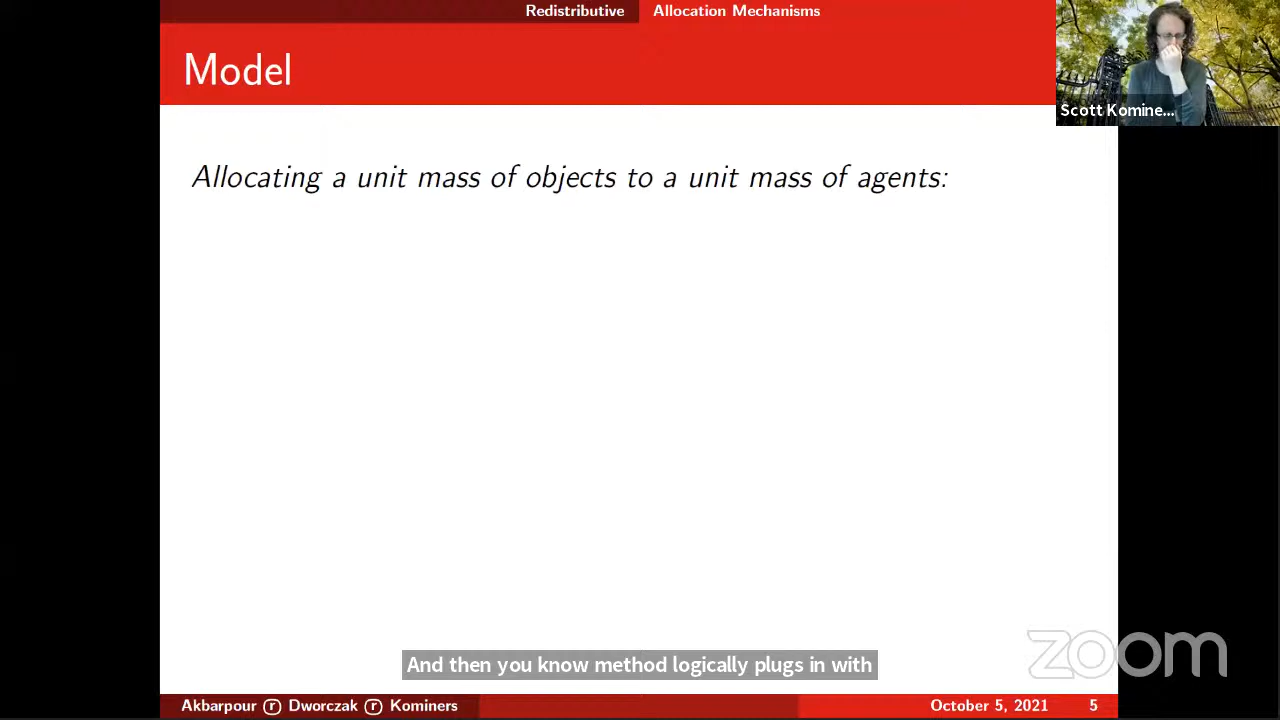 Redistributive Allocation Mechanisms
Model
Scott Komine...
Allocating a unit mass of objects to a unit mass of agents:
And then you know method logically plugs in with
zoom
Akbarpour ⓡ Dworczak ⓡ Kominers October 5, 2021 5